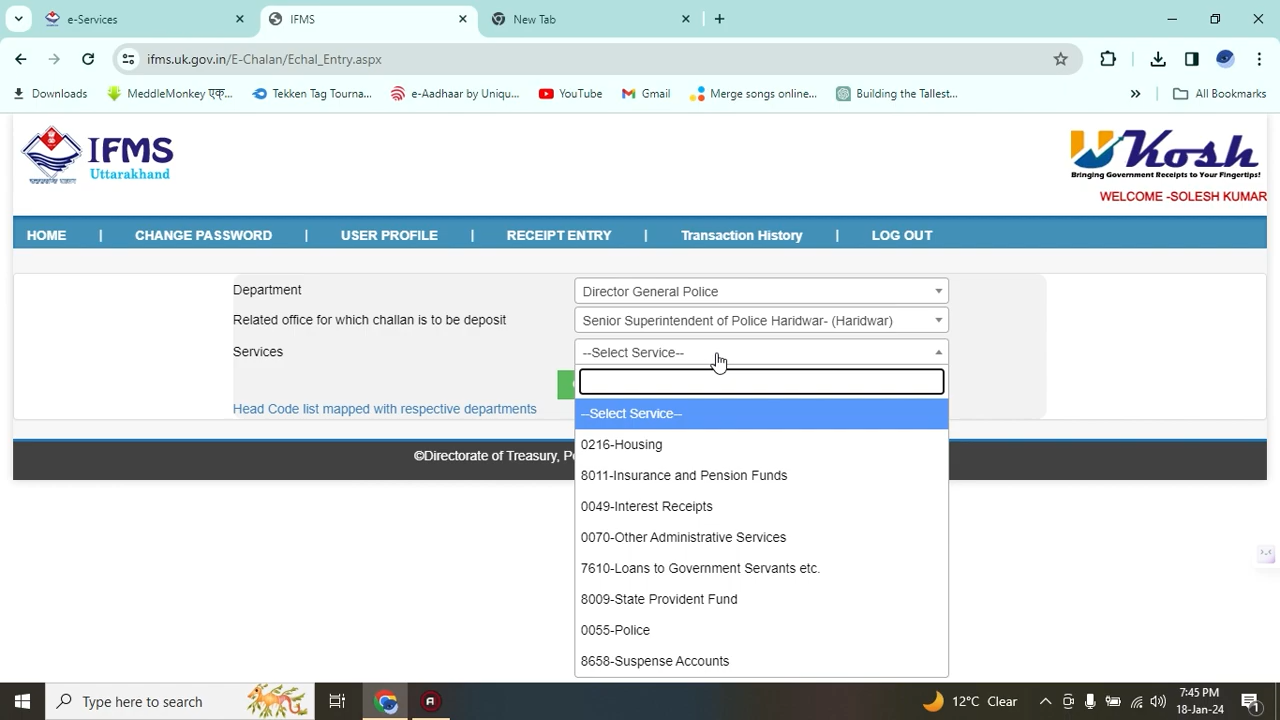 e-Services
IFMS
New Tab
ifms.uk.gov.in/E-Chalan/Echal_Entry.aspx
Downloads
MeddleMonkey एक्...
Tekken Tag Tourna...
e-Aadhaar by Uniqu...
YouTube
Gmail
Merge songs online...
Building the Tallest...
»
All Bookmarks
IFMS
Uttarakhand
UKosh
Bringing Government Receipts to Your Fingertips!
WELCOME -SOLESH KUMAR
HOME | CHANGE PASSWORD | USER PROFILE | RECEIPT ENTRY | Transaction History | LOG OUT
Department
Director General Police
Related office for which challan is to be deposit
Senior Superintendent of Police Haridwar- (Haridwar)
Services
--Select Service--
Head Code list mapped with respective departments
--Select Service--
0216-Housing
8011-Insurance and Pension Funds
0049-Interest Receipts
0070-Other Administrative Services
7610-Loans to Government Servants etc.
8009-State Provident Fund
0055-Police
8658-Suspense Accounts
©Directorate of Treasury,
Type here to search
12°C Clear
7:45 PM
18-Jan-24
1